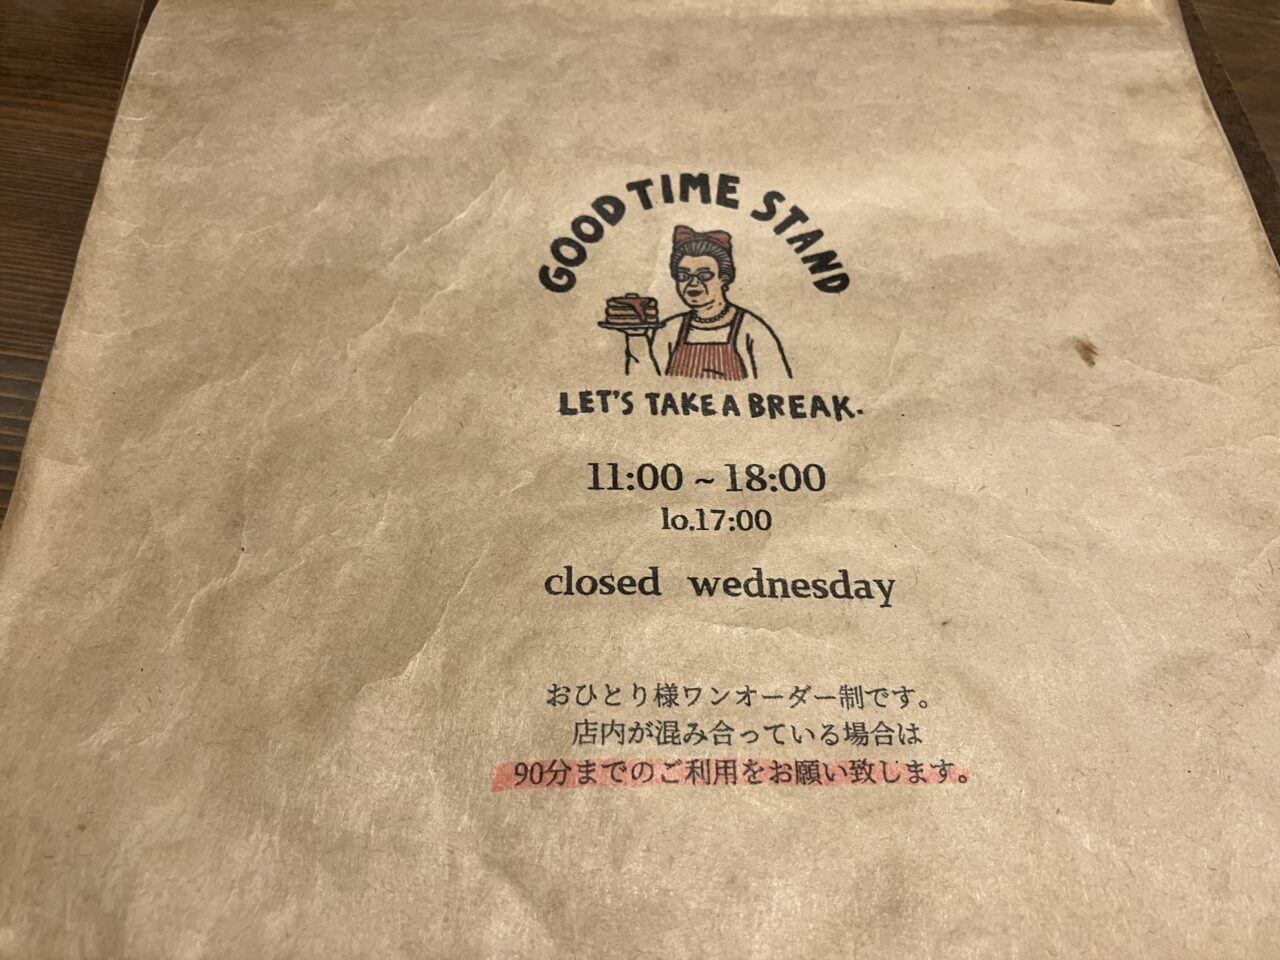 GOOD TIME STAND
LET'S TAKE A BREAK.
11:00 ~ 18:00
lo.17:00
closed wednesday
おひとり様ワンオーダー制です。
店内が混み合っている場合は
90分までのご利用をお願い致します。